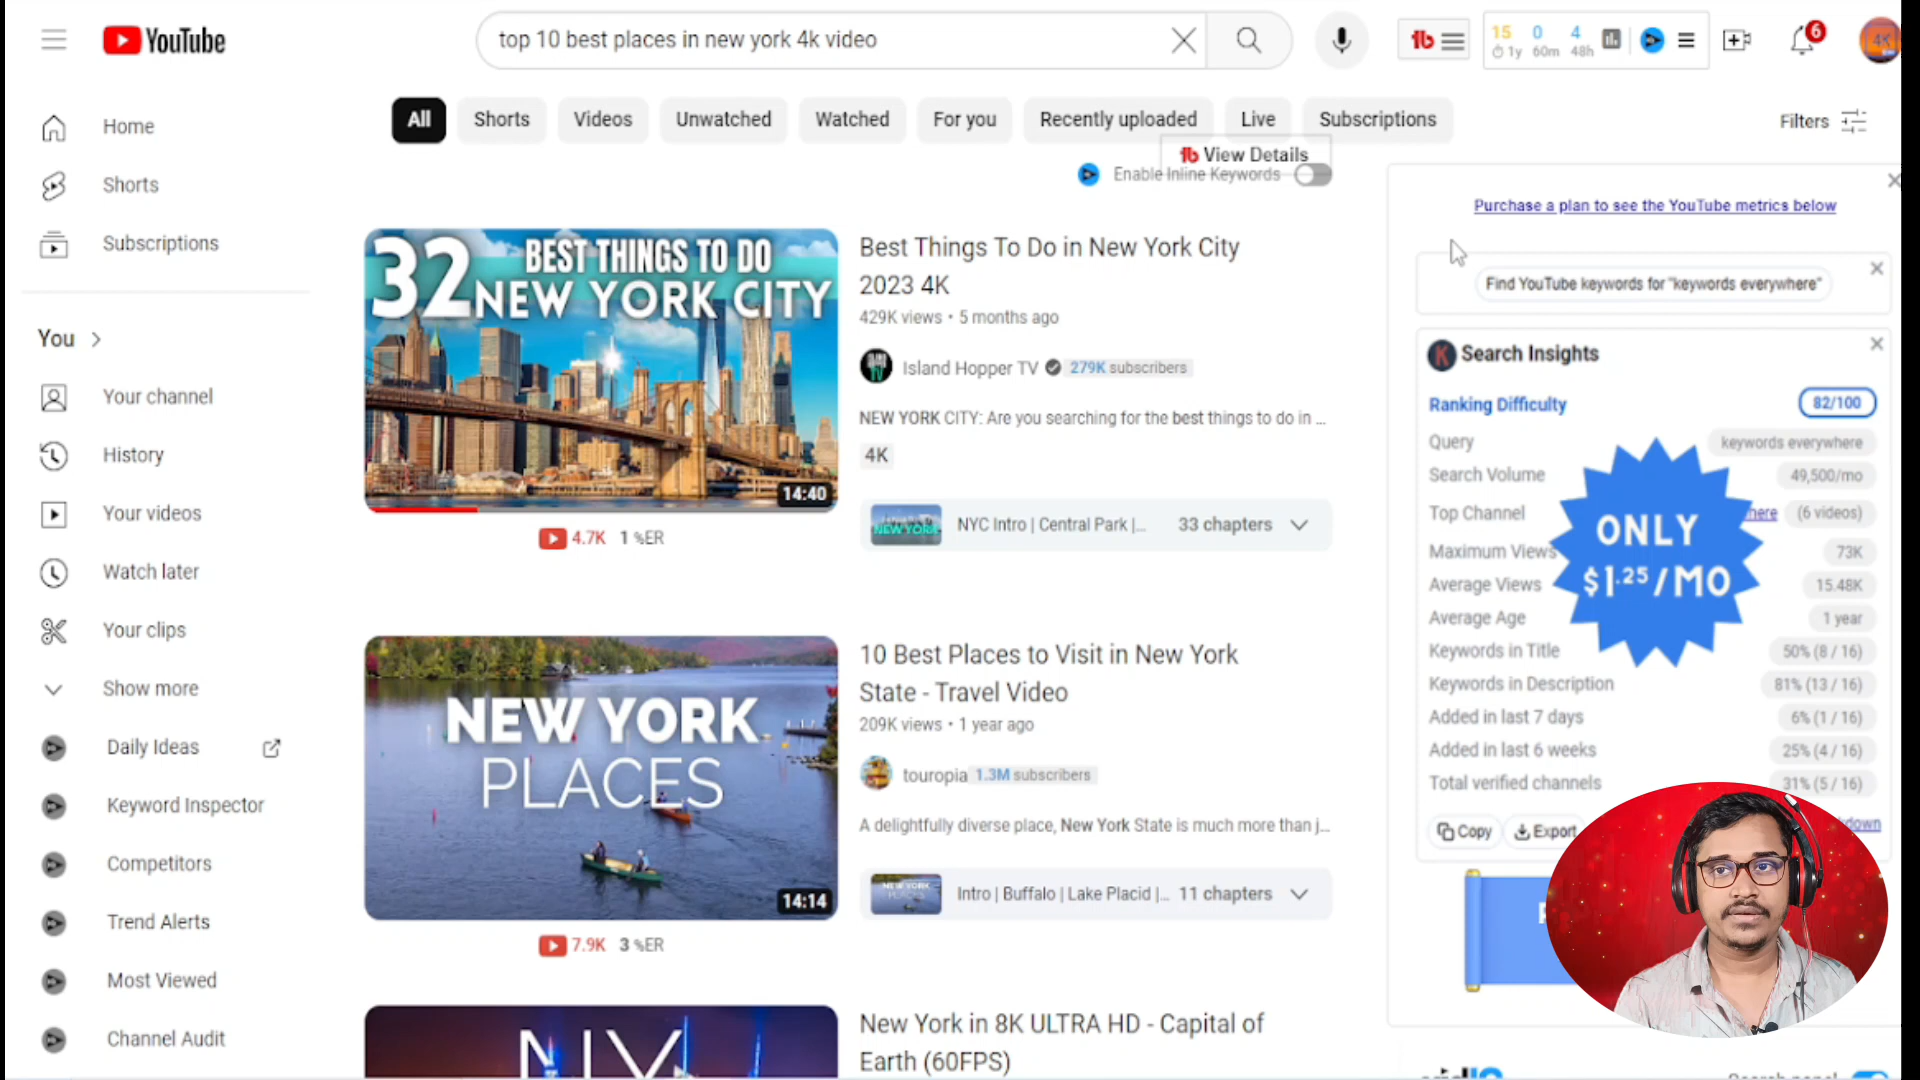 YouTube
top 10 best places in new york 4k video
15 0 4
1y 60m 48h
6
4K
Home
Shorts
Subscriptions
You
Your channel
History
Your videos
Watch later
Your clips
Show more
Daily Ideas
Keyword Inspector
Competitors
Trend Alerts
Most Viewed
Channel Audit
All Shorts Videos Unwatched Watched For you Recently uploaded Live Subscriptions
Filters
View Details
Enable Inline Keywords
32 BEST THINGS TO DO
NEW YORK CITY
14:40
4.7K 1 %ER
Best Things To Do in New York City
2023 4K
429K views • 5 months ago
Island Hopper TV 279K subscribers
NEW YORK CITY: Are you searching for the best things to do in ...
4K
NEW YORK
NYC Intro | Central Park |... 33 chapters
NEW YORK
PLACES
14:14
7.9K 3 %ER
10 Best Places to Visit in New York
State - Travel Video
209K views • 1 year ago
touropia 1.3M subscribers
A delightfully diverse place, New York State is much more than j...
NEW YORK
PLACES
Intro | Buffalo | Lake Placid |... 11 chapters
New York in 8K ULTRA HD - Capital of
Earth (60FPS)
Purchase a plan to see the YouTube metrics below
Find YouTube keywords for "keywords everywhere"
K Search Insights
Ranking Difficulty 82/100
Query keywords everywhere
Search Volume 49,500/mo
Top Channel here (6 videos)
Maximum Views 73K
Average Views 15.48K
Average Age 1 year
Keywords in Title 50% (8 / 16)
Keywords in Description 81% (13 / 16)
Added in last 7 days 6% (1 / 16)
Added in last 6 weeks 25% (4 / 16)
Total verified channels 31% (5 / 16)
ONLY
$1.25/MO
Copy Export